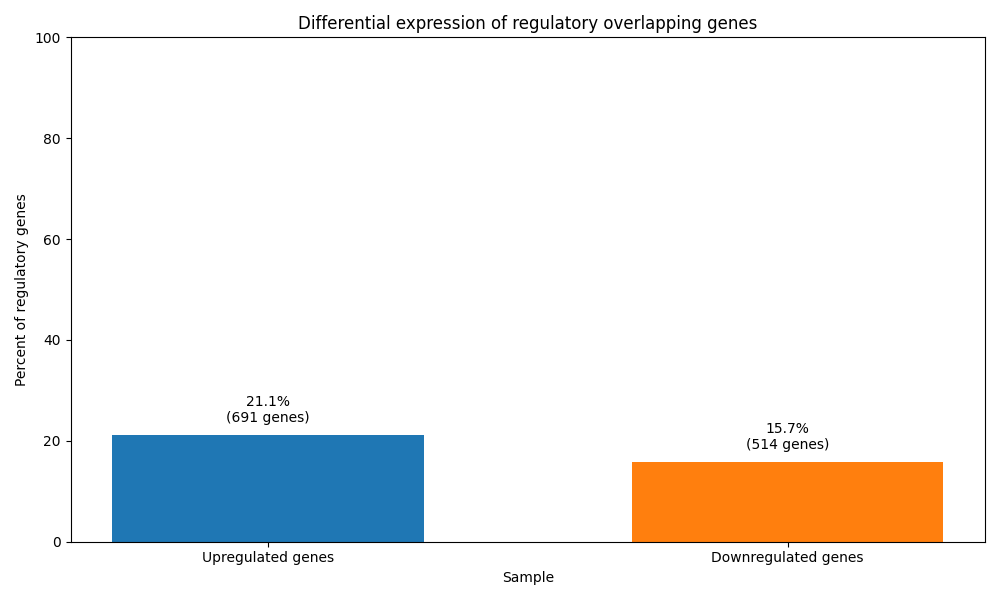 Differential expression of regulatory overlapping genes
Percent of regulatory genes
100
80
60
40
20
0
21.1%
(691 genes)
15.7%
(514 genes)
Upregulated genes
Downregulated genes
Sample